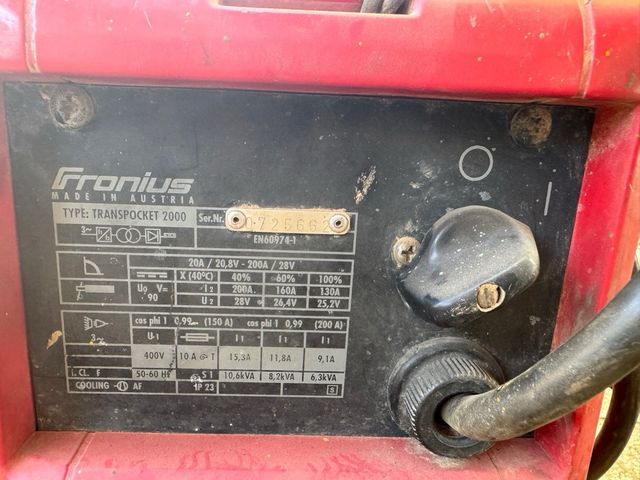 Fronius
MADE IN AUSTRIA
TYPE: TRANSPOCKET 2000 Ser.Nr.
EN60974-1
20A / 20,8V - 200A / 28V
X (40°C) 40% 60% 100%
U0 V= 90 I2 200A 160A 130A
U2 28V 26,4V 25,2V
cos phi 1 0,99 (150 A) cos phi 1 0,99 (200 A)
U1 I1 I1 I1
3~ 400V 10 A T 15,3A 11,8A 9,1A
I. CL. F 50-60 Hz S1 10,6kVA 8,2kVA 6,3kVA
COOLING AF IP 23 S